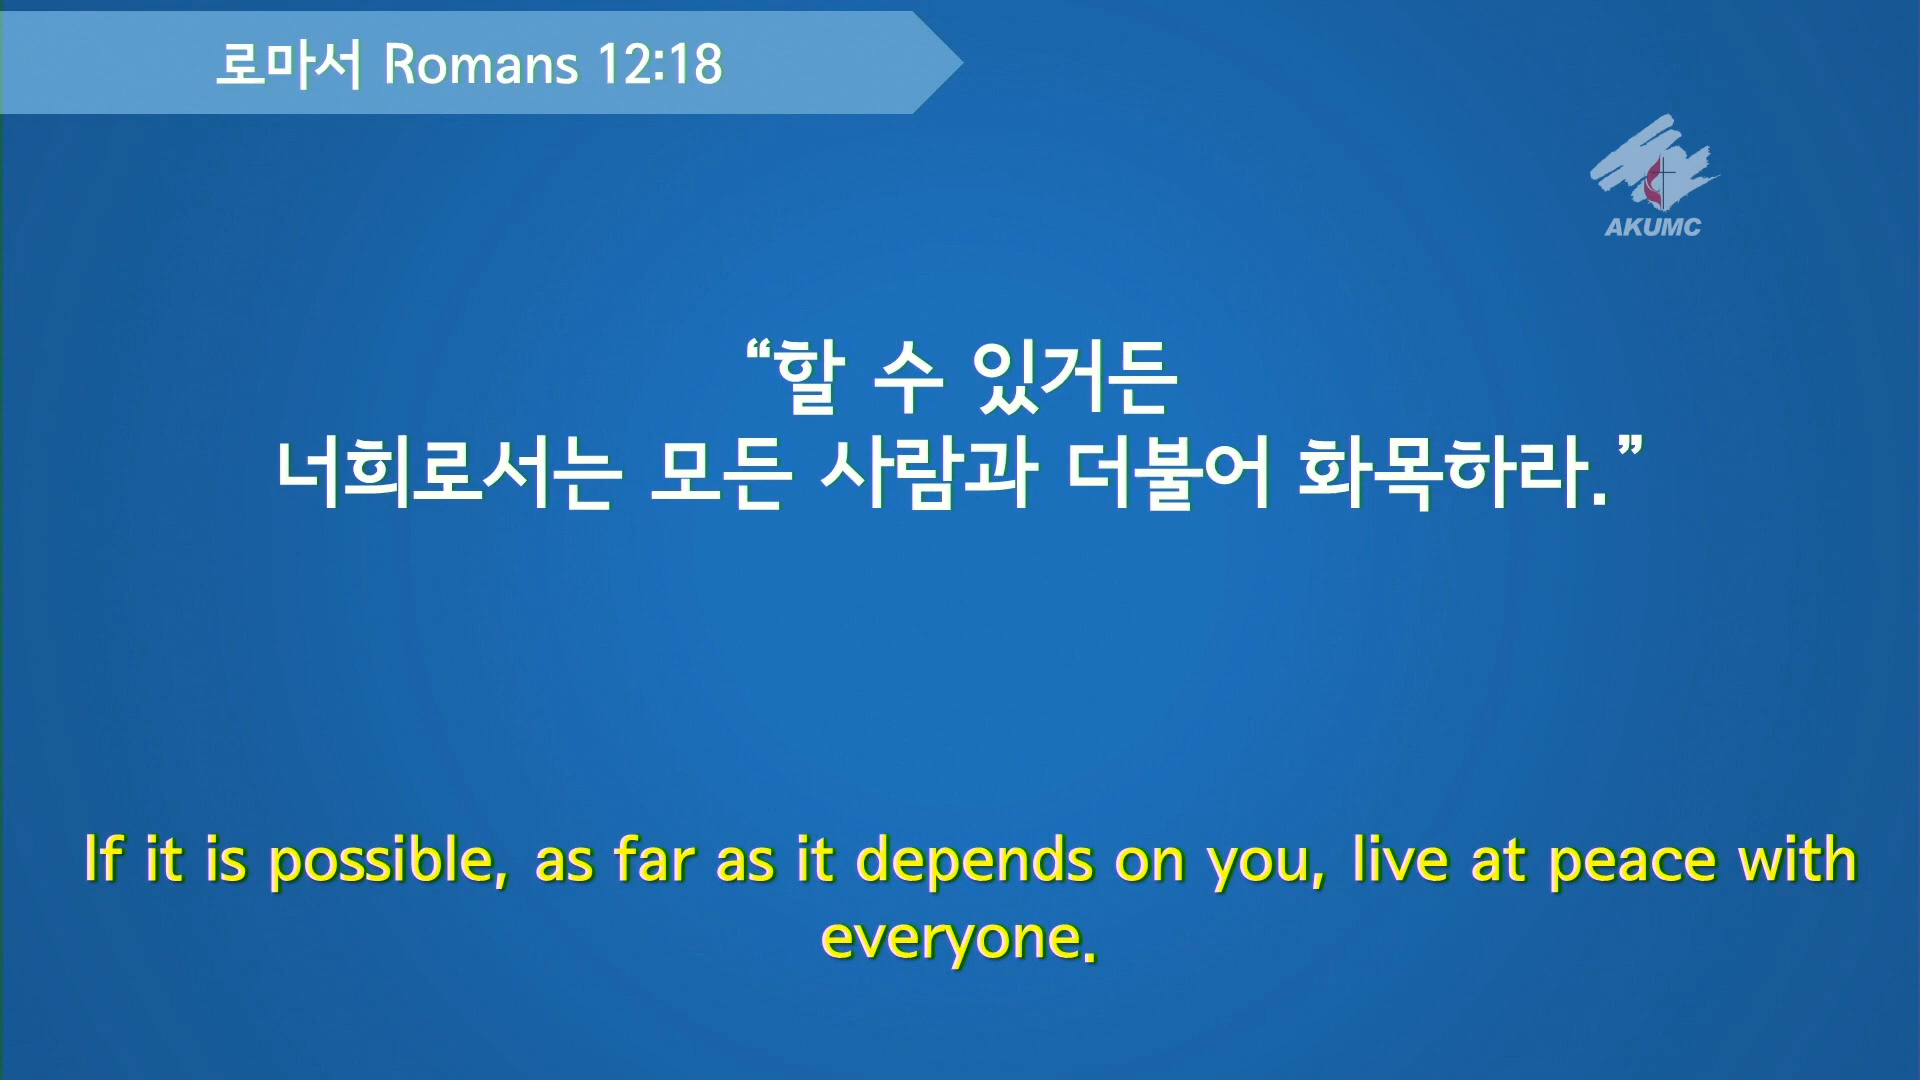 로마서 Romans 12:18
AKUMC
“할 수 있거든
너희로서는 모든 사람과 더불어 화목하라.”
If it is possible, as far as it depends on you, live at peace with
everyone.